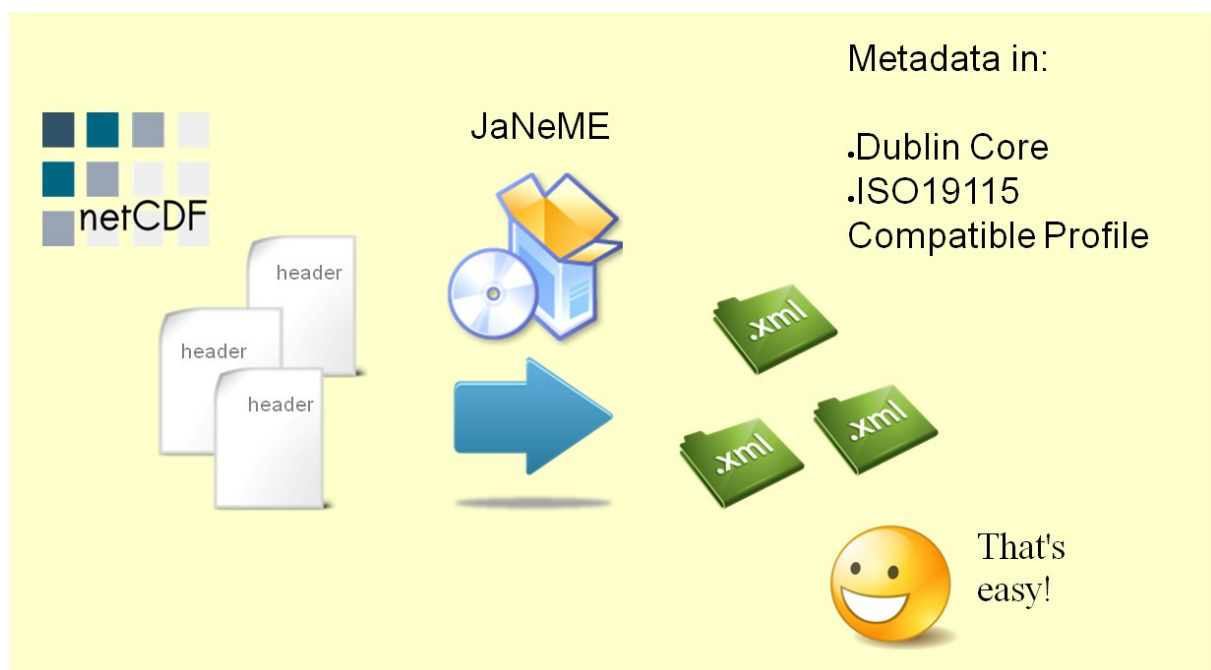 netCDF
header
header
header
JaNeME
.xml
.xml
.xml
Metadata in:
.Dublin Core
.ISO19115
Compatible Profile
That's
easy!